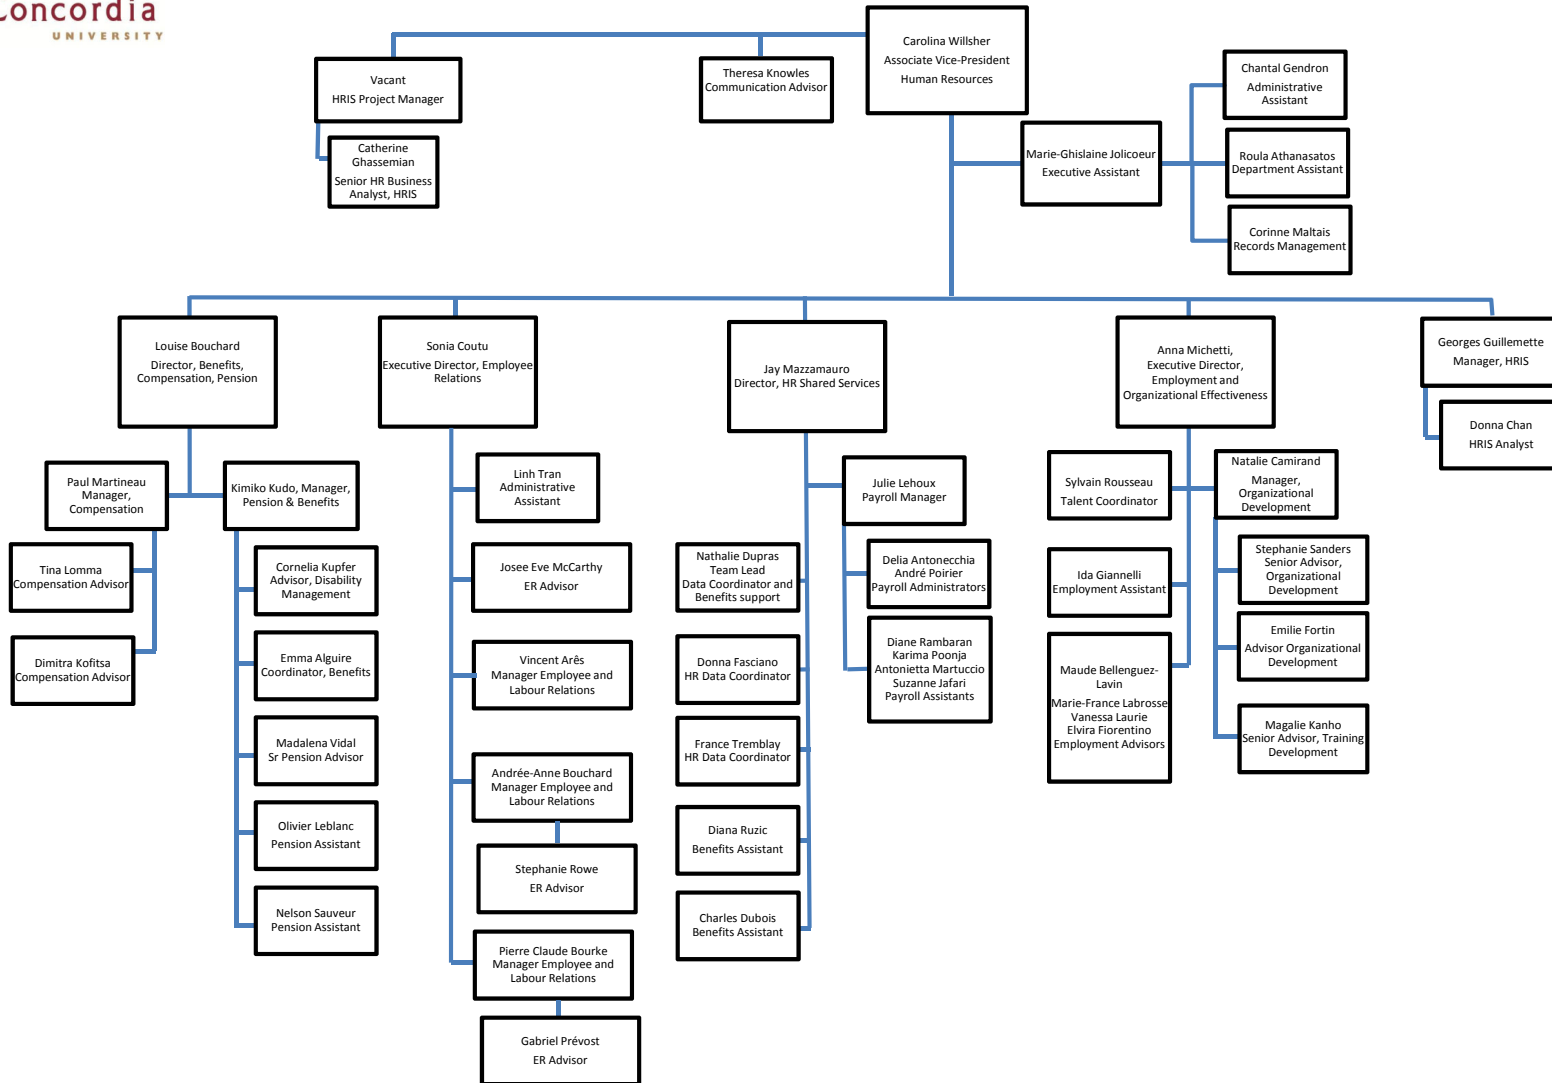 Concordia
UNIVERSITY
Carolina Willsher
Associate Vice-President
Human Resources
Vacant
HRIS Project Manager
Theresa Knowles
Communication Advisor
Chantal Gendron
Administrative
Assistant
Catherine
Ghassemian
Senior HR Business
Analyst, HRIS
Marie-Ghislaine Jolicoeur
Executive Assistant
Roula Athanasatos
Department Assistant
Corinne Maltais
Records Management
Louise Bouchard
Director, Benefits,
Compensation, Pension
Sonia Coutu
Executive Director, Employee
Relations
Jay Mazzamauro
Director, HR Shared Services
Anna Michetti,
Executive Director,
Employment and
Organizational Effectiveness
Georges Guillemette
Manager, HRIS
Donna Chan
HRIS Analyst
Paul Martineau
Manager,
Compensation
Kimiko Kudo, Manager,
Pension & Benefits
Tina Lomma
Compensation Advisor
Dimitra Kofitsa
Compensation Advisor
Cornelia Kupfer
Advisor, Disability
Management
Emma Alguire
Coordinator, Benefits
Madalena Vidal
Sr Pension Advisor
Olivier Leblanc
Pension Assistant
Nelson Sauveur
Pension Assistant
Linh Tran
Administrative
Assistant
Josee Eve McCarthy
ER Advisor
Vincent Arês
Manager Employee and
Labour Relations
Andrée-Anne Bouchard
Manager Employee and
Labour Relations
Stephanie Rowe
ER Advisor
Pierre Claude Bourke
Manager Employee and
Labour Relations
Gabriel Prévost
ER Advisor
Julie Lehoux
Payroll Manager
Nathalie Dupras
Team Lead
Data Coordinator and
Benefits support
Donna Fasciano
HR Data Coordinator
France Tremblay
HR Data Coordinator
Diana Ruzic
Benefits Assistant
Charles Dubois
Benefits Assistant
Delia Antonecchia
André Poirier
Payroll Administrators
Diane Rambaran
Karima Poonja
Antonietta Martuccio
Suzanne Jafari
Payroll Assistants
Sylvain Rousseau
Talent Coordinator
Ida Giannelli
Employment Assistant
Maude Bellenguez-
Lavin
Marie-France Labrosse
Vanessa Laurie
Elvira Fiorentino
Employment Advisors
Natalie Camirand
Manager,
Organizational
Development
Stephanie Sanders
Senior Advisor,
Organizational
Development
Emilie Fortin
Advisor Organizational
Development
Magalie Kanho
Senior Advisor, Training
Development